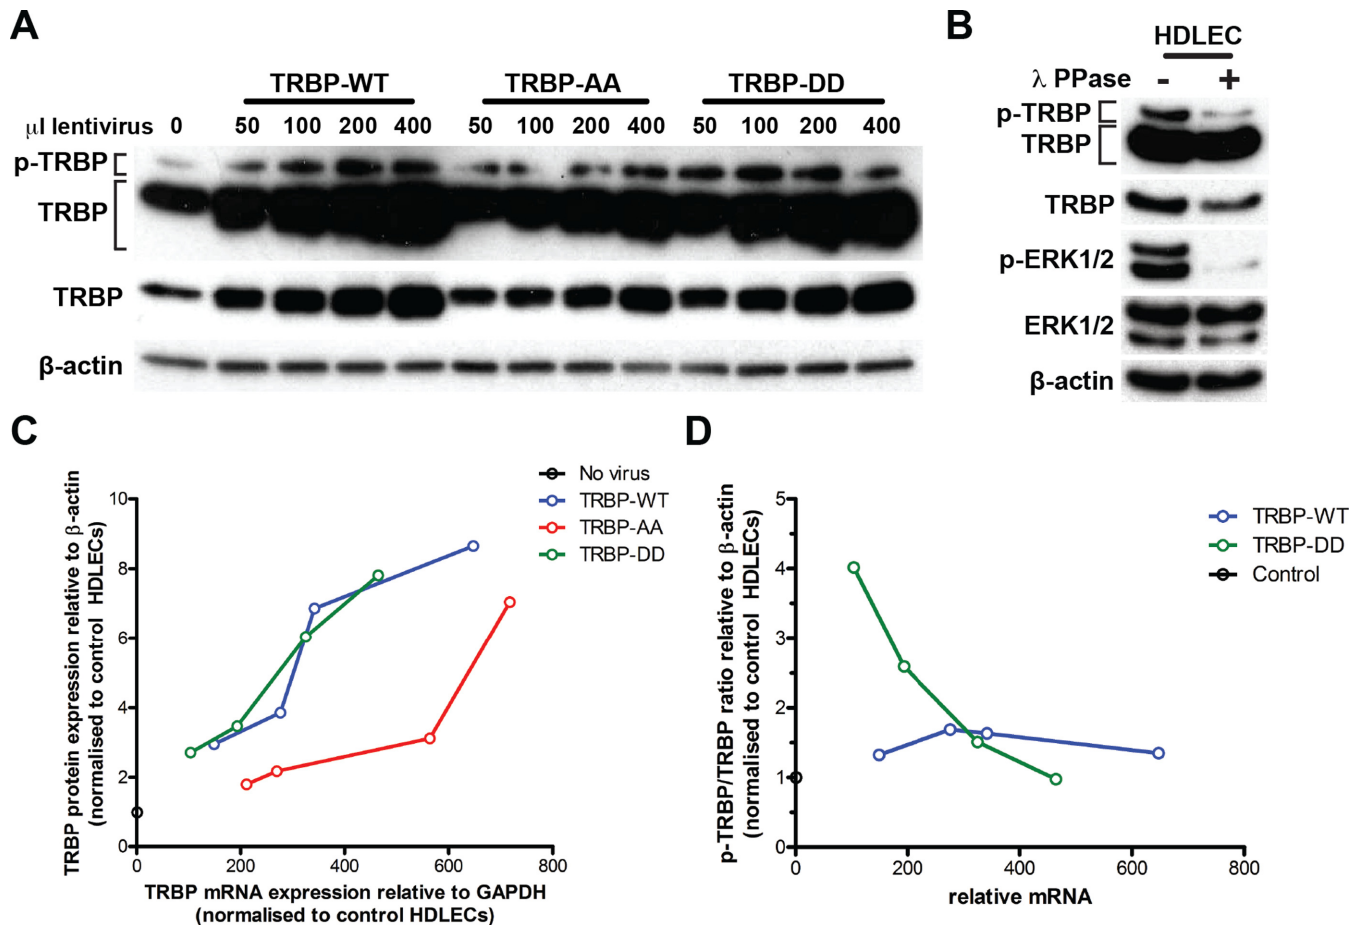 A
TRBP-WT TRBP-AA TRBP-DD
µl lentivirus 0 50 100 200 400 50 100 200 400 50 100 200 400
p-TRBP
TRBP
TRBP
β-actin
B
HDLEC
λ PPase - +
p-TRBP
TRBP
TRBP
p-ERK1/2
ERK1/2
β-actin
C
TRBP protein expression relative to β-actin
(normalised to control HDLECs)
10
8
6
4
2
0
0 200 400 600 800
TRBP mRNA expression relative to GAPDH
(normalised to control HDLECs)
No virus
TRBP-WT
TRBP-AA
TRBP-DD
D
p-TRBP/TRBP ratio relative to β-actin
(normalised to control HDLECs)
5
4
3
2
1
0
0 200 400 600 800
relative mRNA
TRBP-WT
TRBP-DD
Control